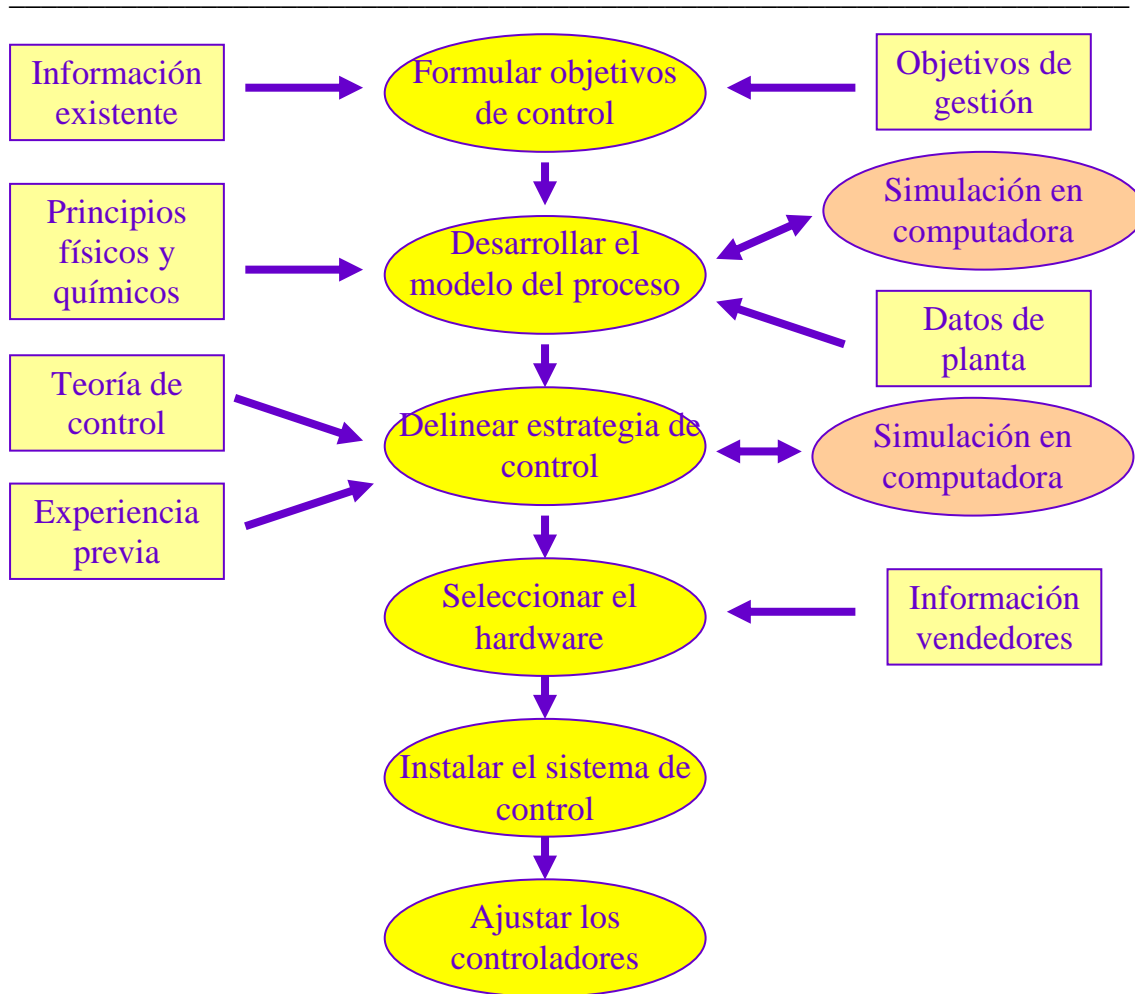 Información
existente
Formular objetivos
de control
Objetivos de
gestión
Principios
físicos y
químicos
Desarrollar el
modelo del proceso
Simulación en
computadora
Datos de
planta
Teoría de
control
Delinear estrategia de
control
Simulación en
computadora
Experiencia
previa
Seleccionar el
hardware
Información
vendedores
Instalar el sistema de
control
Ajustar los
controladores